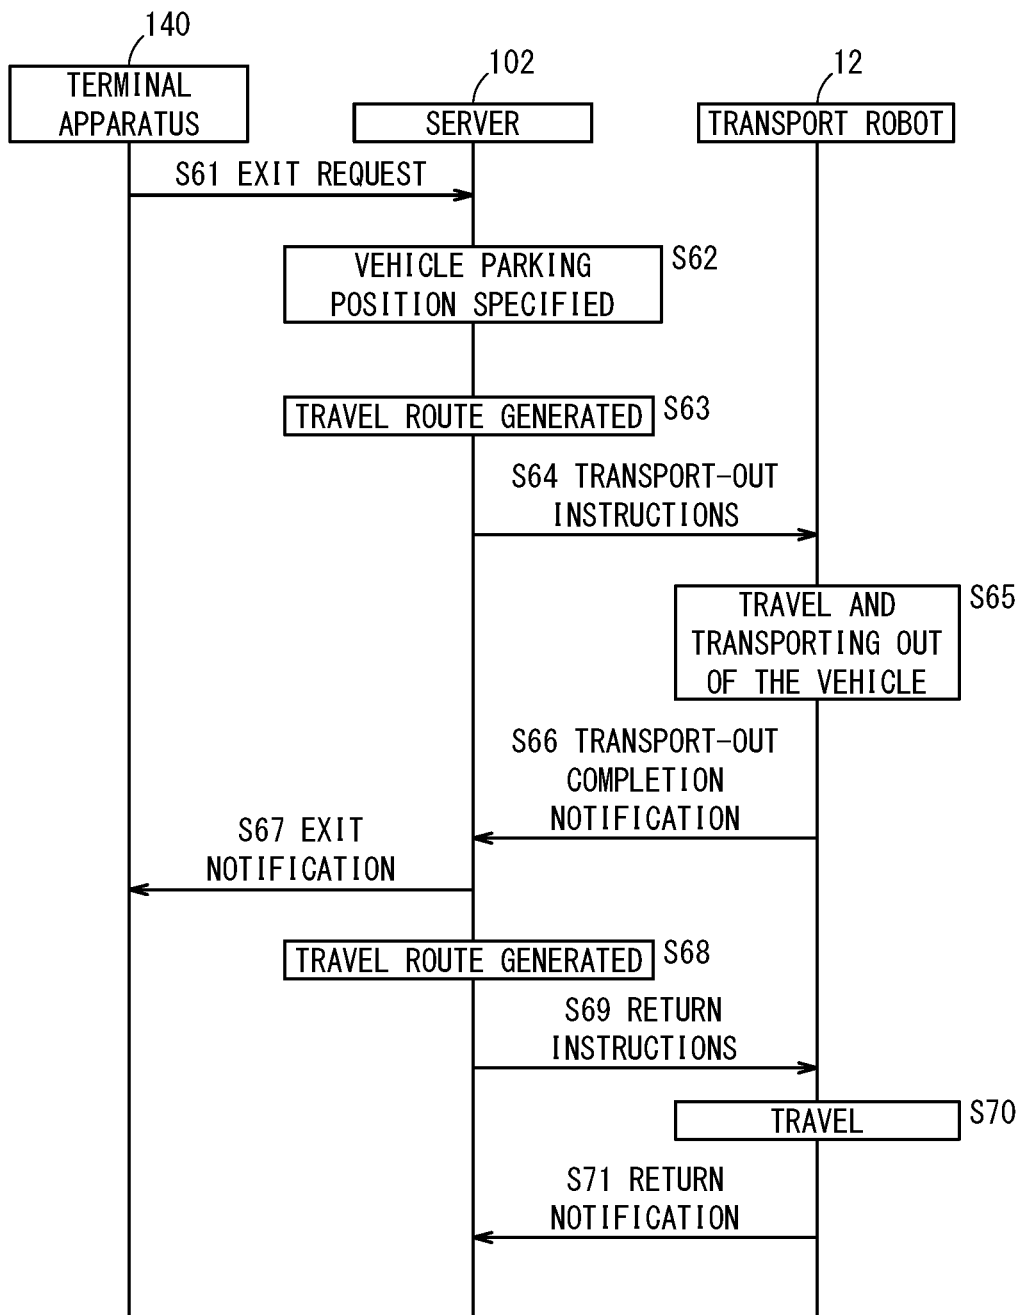 140
TERMINAL
APPARATUS
102
SERVER
12
TRANSPORT ROBOT
S61 EXIT REQUEST
VEHICLE PARKING
POSITION SPECIFIED
S62
TRAVEL ROUTE GENERATED
S63
S64 TRANSPORT-OUT
INSTRUCTIONS
TRAVEL AND
TRANSPORTING OUT
OF THE VEHICLE
S65
S66 TRANSPORT-OUT
COMPLETION
NOTIFICATION
S67 EXIT
NOTIFICATION
TRAVEL ROUTE GENERATED
S68
S69 RETURN
INSTRUCTIONS
TRAVEL
S70
S71 RETURN
NOTIFICATION